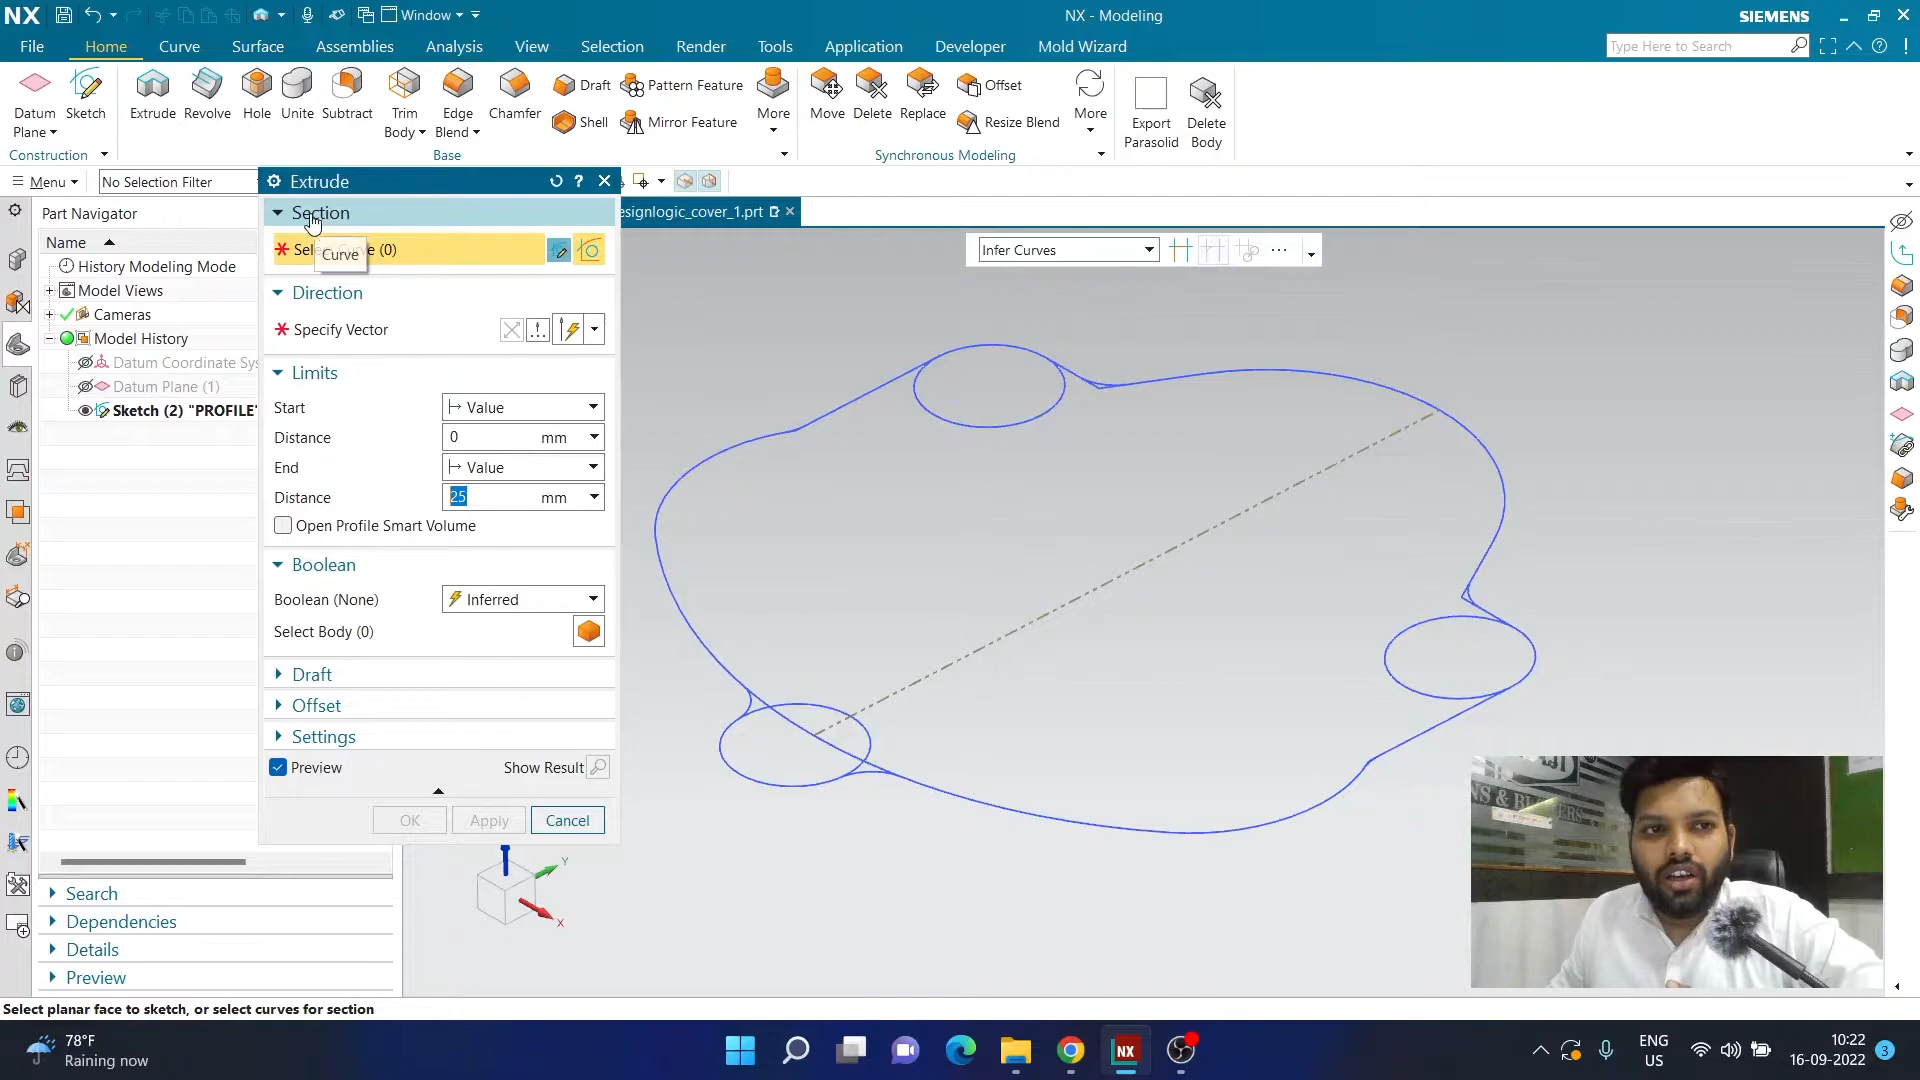 NX
Window
NX - Modeling
SIEMENS
File
Home
Curve
Surface
Assemblies
Analysis
View
Selection
Render
Tools
Application
Developer
Mold Wizard
Type Here to Search
Datum
Plane
Sketch
Extrude
Revolve
Hole
Unite
Subtract
Trim
Body
Edge
Blend
Chamfer
Draft
Shell
Pattern Feature
Mirror Feature
More
Move
Delete
Replace
Offset
Resize Blend
More
Export
Parasolid
Delete
Body
Construction
Base
Synchronous Modeling
Menu
No Selection Filter
Extrude
esignlogic_cover_1.prt
Part Navigator
Name
History Modeling Mode
Model Views
Cameras
Model History
Datum Coordinate Sy
Datum Plane (1)
Sketch (2) "PROFILE"
Section
(0)
Curve
Infer Curves
Direction
Specify Vector
Limits
Start
Value
Distance
0 mm
End
Value
Distance
25 mm
Open Profile Smart Volume
Boolean
Boolean (None)
Inferred
Select Body (0)
Draft
Offset
Settings
Preview
Show Result
OK
Apply
Cancel
Y
X
Search
Dependencies
Details
Preview
Select planar face to sketch, or select curves for section
78°F
Raining now
NX
ENG
US
10:22
16-09-2022
3